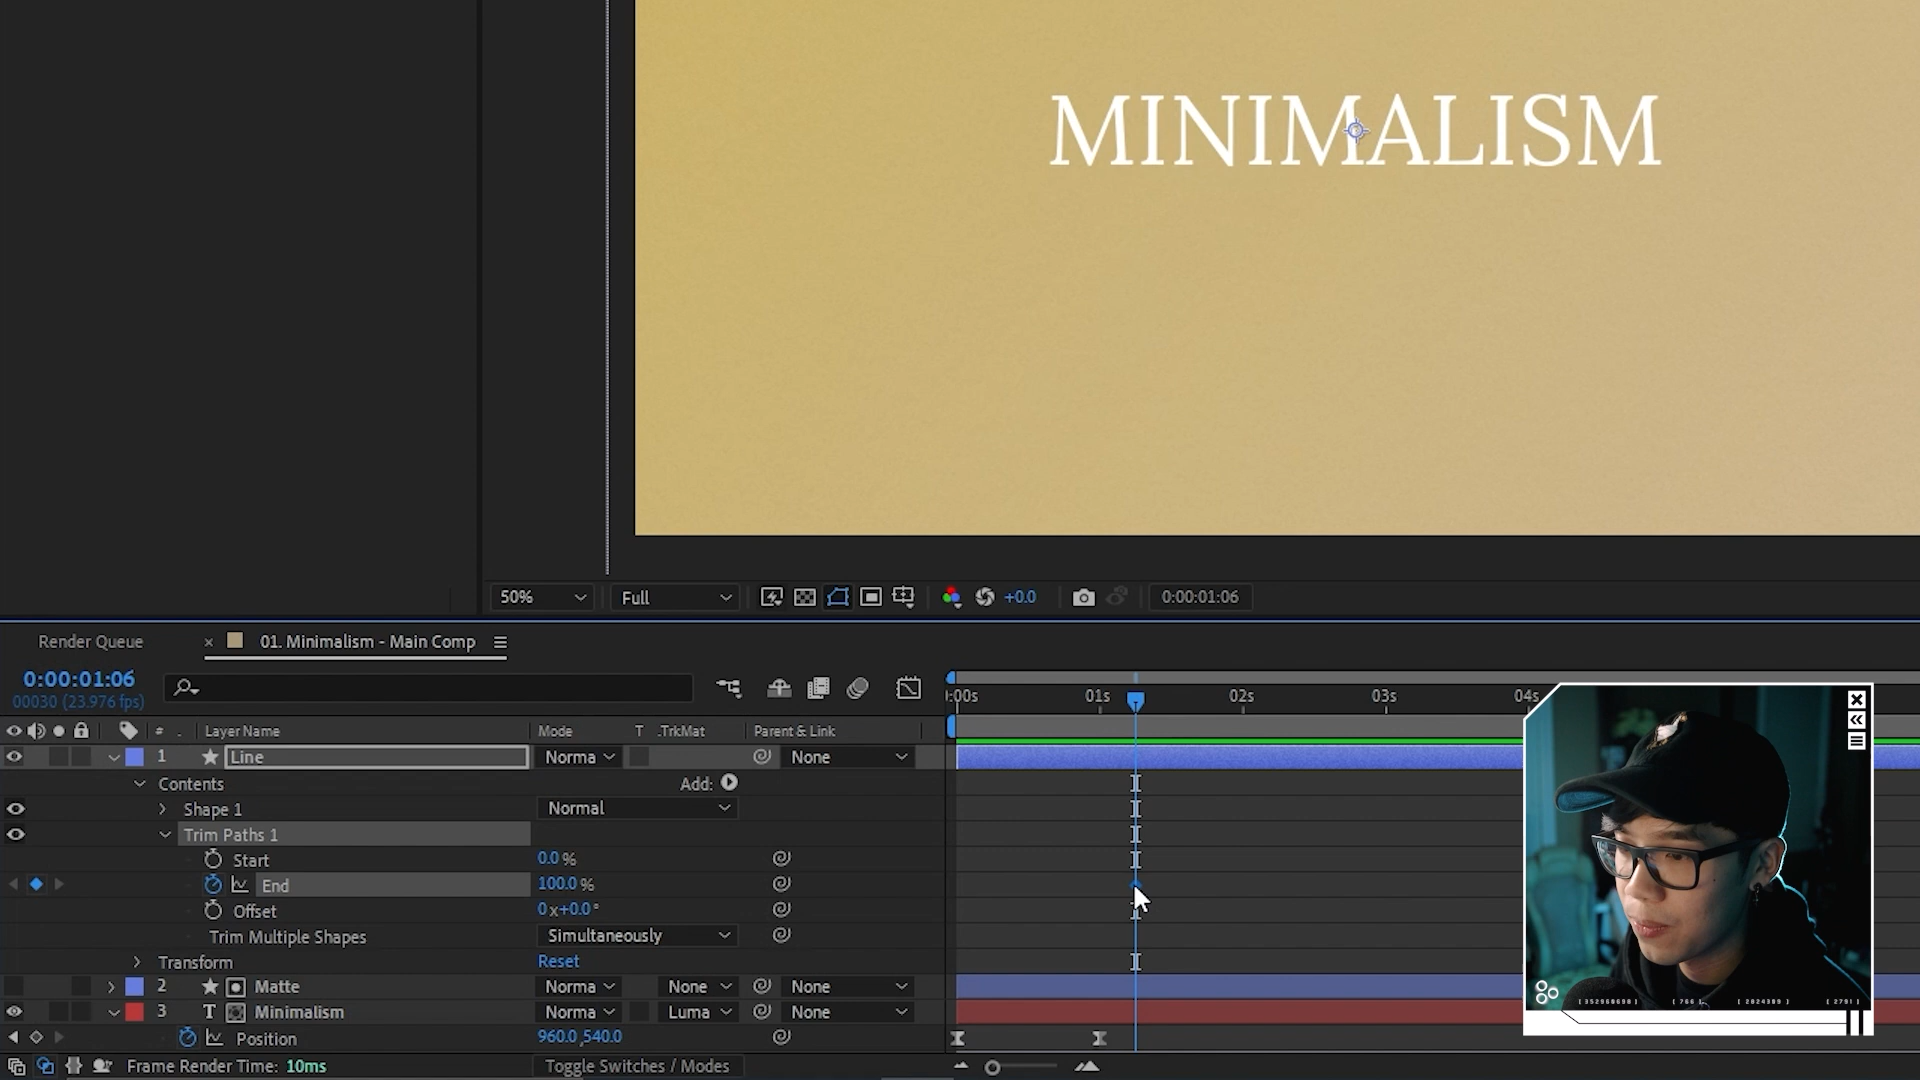 MINIMALISM
50%
Full
+0.0
0:00:01:06
Render Queue
× 01. Minimalism - Main Comp
0:00:01:06
00030 (23.976 fps)
:00s 01s 02s 03s 04s
# . Layer Name Mode T .TrkMat Parent & Link
1 Line Norma None
Contents Add:
Shape 1 Normal
Trim Paths 1
Start 0.0 %
End 100.0 %
Offset 0 x+0.0 °
Trim Multiple Shapes Simultaneously
Transform Reset
2 Matte Norma None None
3 T Minimalism Norma Luma None
Position 960.0,540.0
Frame Render Time: 10ms Toggle Switches / Modes